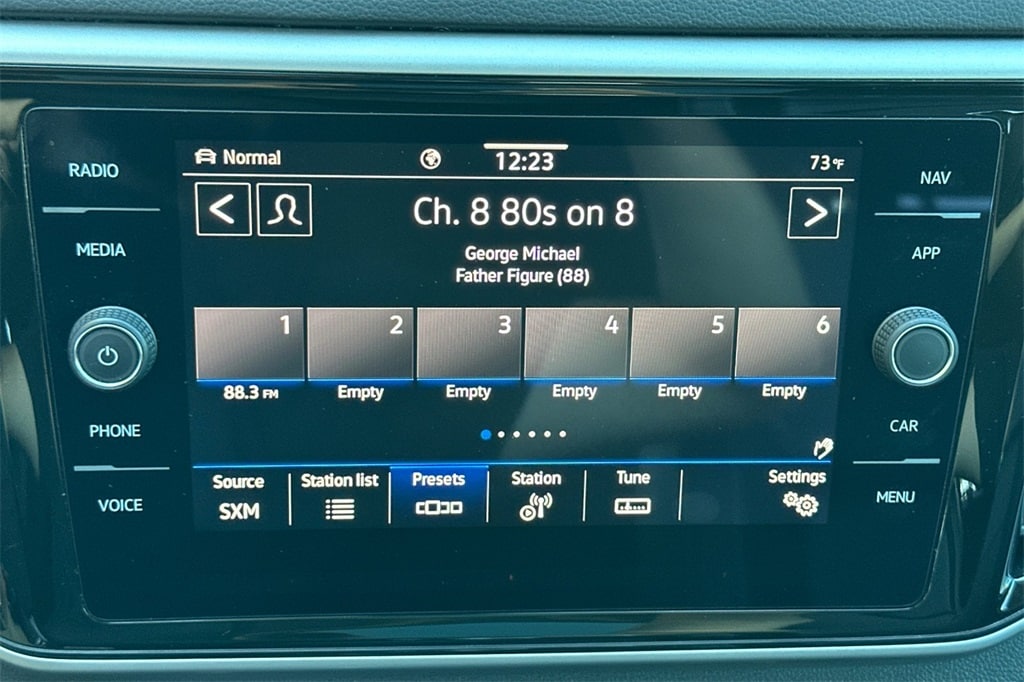 RADIO
MEDIA
PHONE
VOICE
Normal
12:23
73°F
Ch. 8 80s on 8
George Michael
Father Figure (88)
1 2 3 4 5 6
88.3 FM Empty Empty Empty Empty Empty
Source Station list Presets Station Tune Settings
SXM
NAV
APP
CAR
MENU